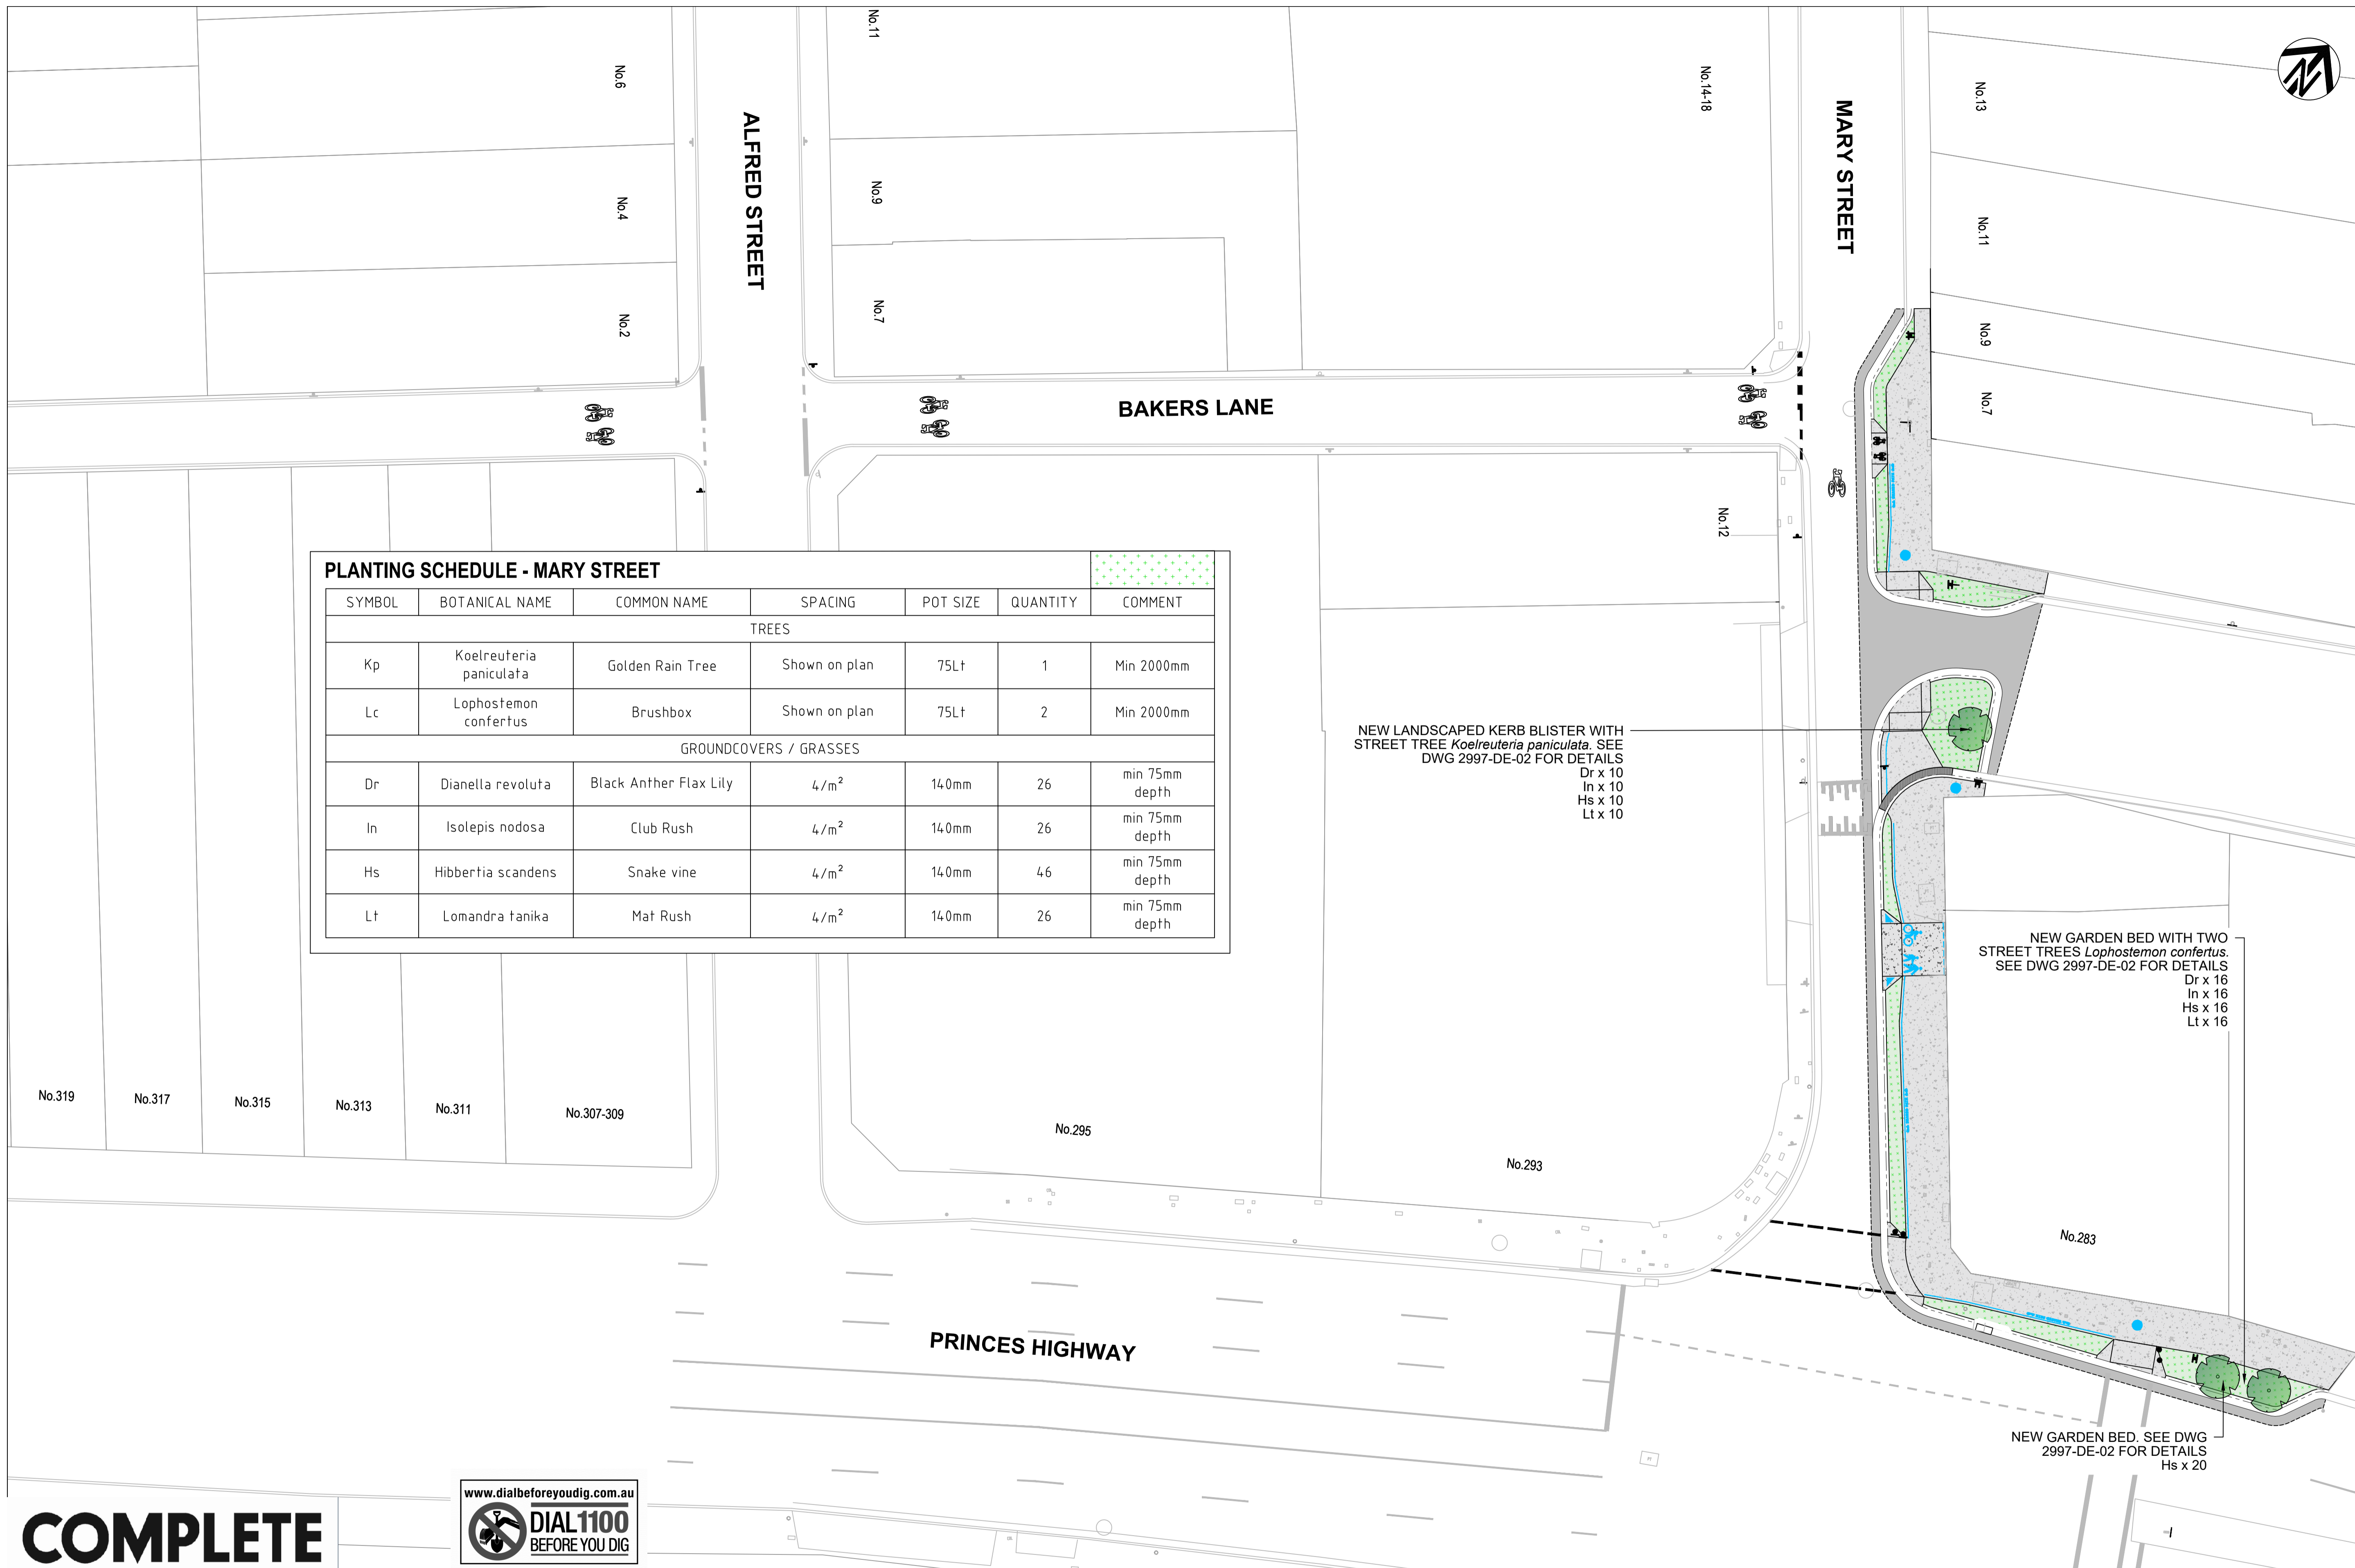 No.11
No.6
No.14-18
No.13
ALFRED STREET
MARY STREET
No.4
No.9
No.11
No.2
No.7
No.9
No.7
BAKERS LANE
No.12
PLANTING SCHEDULE - MARY STREET
SYMBOL BOTANICAL NAME COMMON NAME SPACING POT SIZE QUANTITY COMMENT
TREES
Kp Koelreuteria paniculata Golden Rain Tree Shown on plan 75Lt 1 Min 2000mm
Lc Lophostemon confertus Brushbox Shown on plan 75Lt 2 Min 2000mm
GROUNDCOVERS / GRASSES
Dr Dianella revoluta Black Anther Flax Lily 4/m² 140mm 26 min 75mm depth
In Isolepis nodosa Club Rush 4/m² 140mm 26 min 75mm depth
Hs Hibbertia scandens Snake vine 4/m² 140mm 46 min 75mm depth
Lt Lomandra tanika Mat Rush 4/m² 140mm 26 min 75mm depth
NEW LANDSCAPED KERB BLISTER WITH
STREET TREE Koelreuteria paniculata. SEE
DWG 2997-DE-02 FOR DETAILS
Dr x 10
In x 10
Hs x 10
Lt x 10
NEW GARDEN BED WITH TWO
STREET TREES Lophostemon confertus.
SEE DWG 2997-DE-02 FOR DETAILS
Dr x 16
In x 16
Hs x 16
Lt x 16
No.319
No.317
No.315
No.313
No.311
No.307-309
No.295
No.293
No.283
PRINCES HIGHWAY
NEW GARDEN BED. SEE DWG
2997-DE-02 FOR DETAILS
Hs x 20
COMPLETE
www.dialbeforeyoudig.com.au
DIAL1100
BEFORE YOU DIG